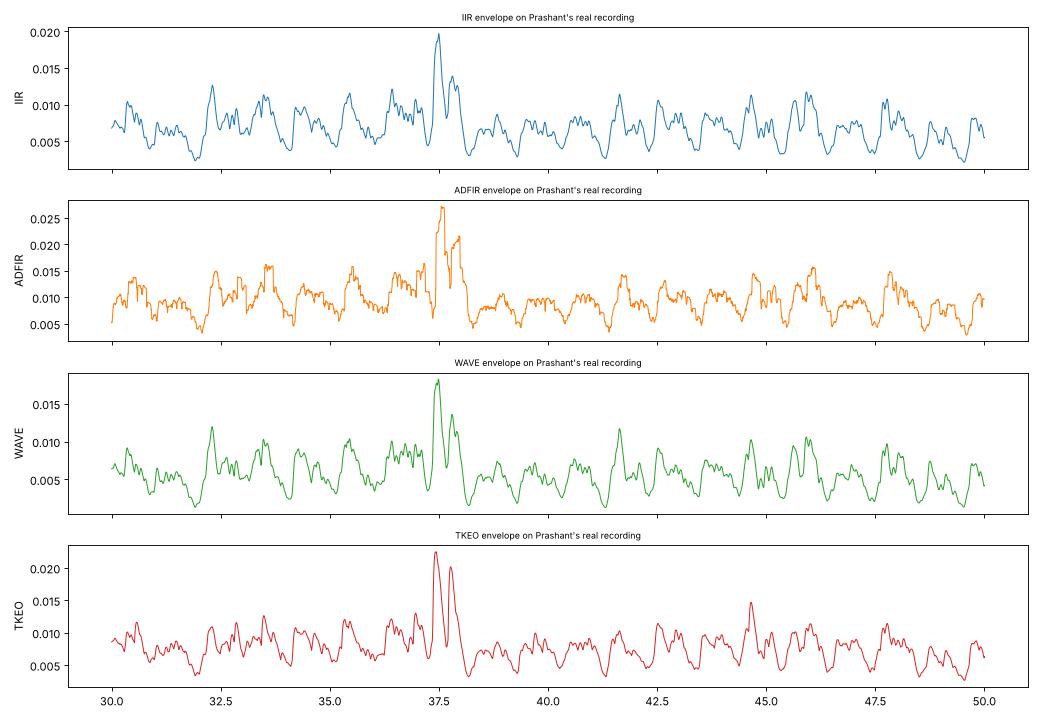 IIR envelope on Prashant's real recording
0.020
0.015
0.010
0.005
IIR
ADFIR envelope on Prashant's real recording
0.025
0.020
0.015
0.010
0.005
ADFIR
WAVE envelope on Prashant's real recording
0.015
0.010
0.005
WAVE
TKEO envelope on Prashant's real recording
0.020
0.015
0.010
0.005
TKEO
30.0 32.5 35.0 37.5 40.0 42.5 45.0 47.5 50.0